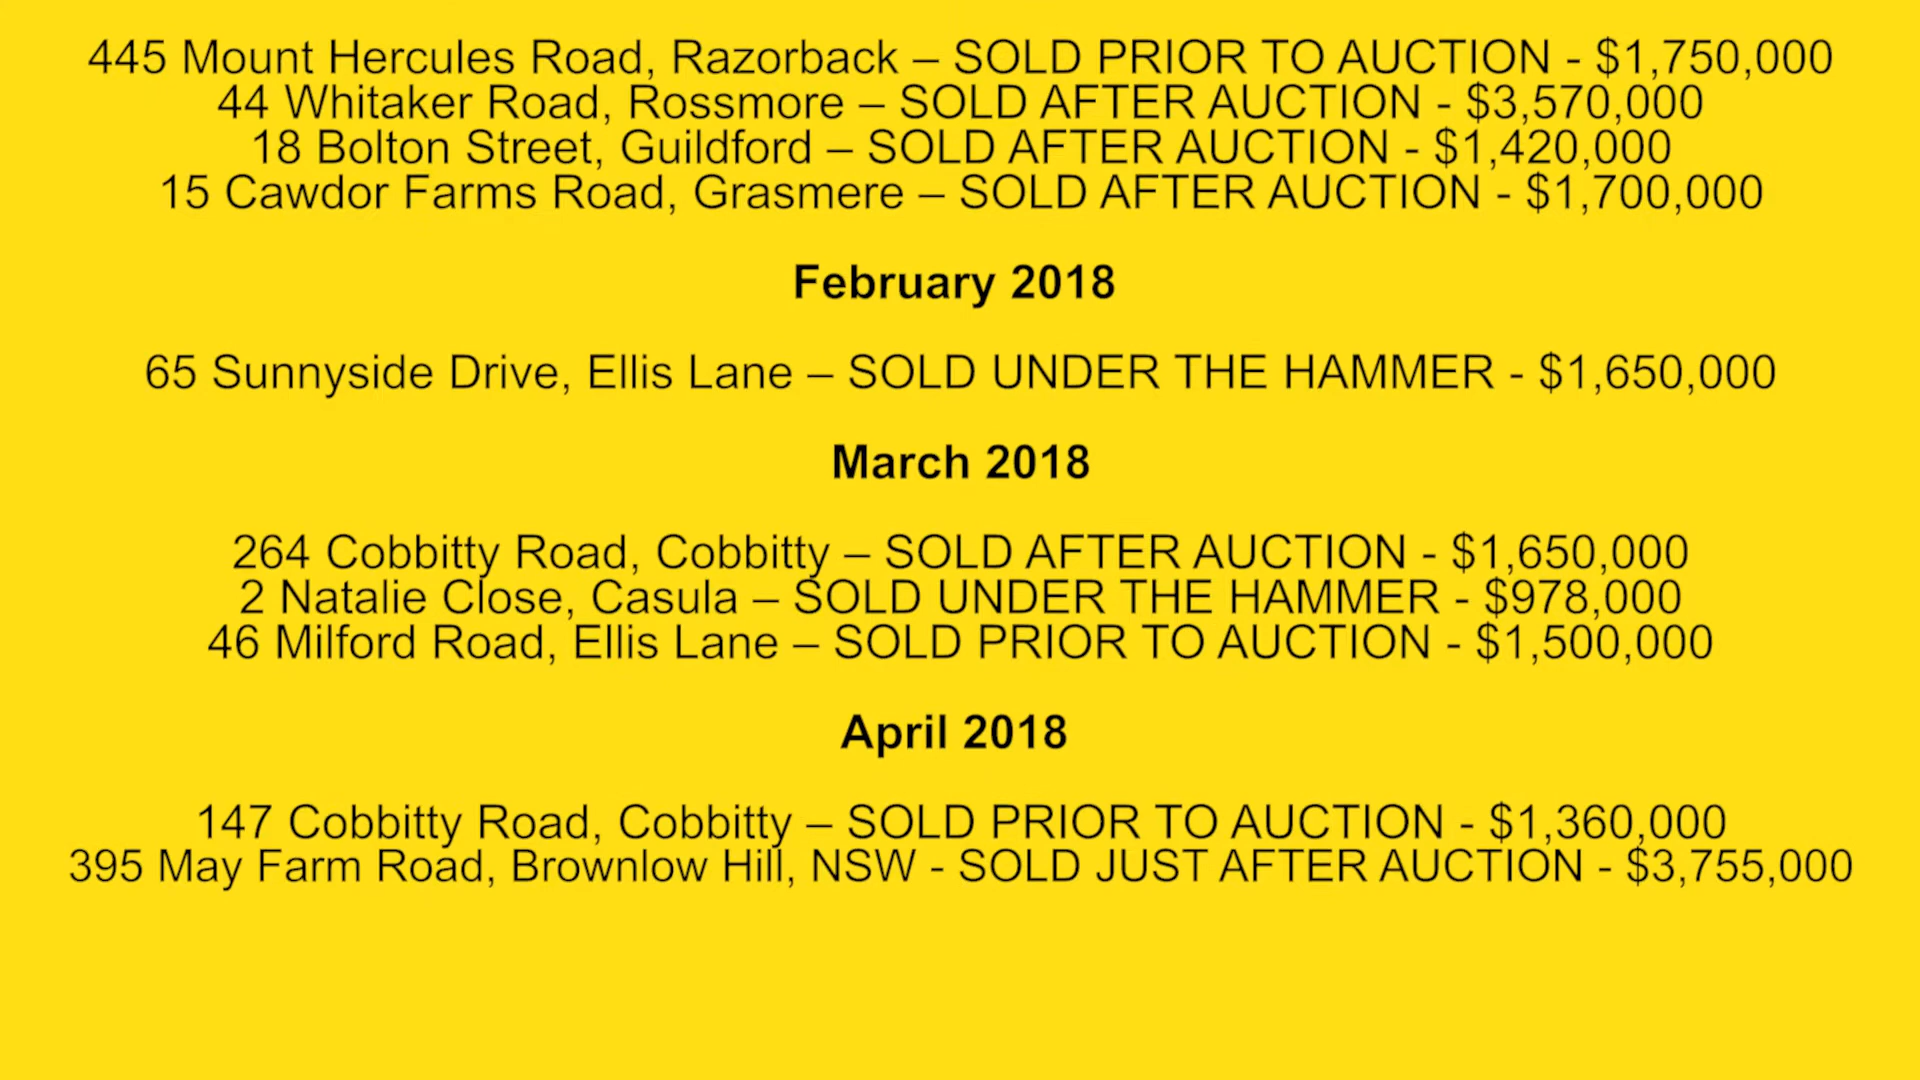 445 Mount Hercules Road, Razorback – SOLD PRIOR TO AUCTION - $1,750,000
44 Whitaker Road, Rossmore – SOLD AFTER AUCTION - $3,570,000
18 Bolton Street, Guildford – SOLD AFTER AUCTION - $1,420,000
15 Cawdor Farms Road, Grasmere – SOLD AFTER AUCTION - $1,700,000
February 2018
65 Sunnyside Drive, Ellis Lane – SOLD UNDER THE HAMMER - $1,650,000
March 2018
264 Cobbitty Road, Cobbitty – SOLD AFTER AUCTION - $1,650,000
2 Natalie Close, Casula – SOLD UNDER THE HAMMER - $978,000
46 Milford Road, Ellis Lane – SOLD PRIOR TO AUCTION - $1,500,000
April 2018
147 Cobbitty Road, Cobbitty – SOLD PRIOR TO AUCTION - $1,360,000
395 May Farm Road, Brownlow Hill, NSW - SOLD JUST AFTER AUCTION - $3,755,000